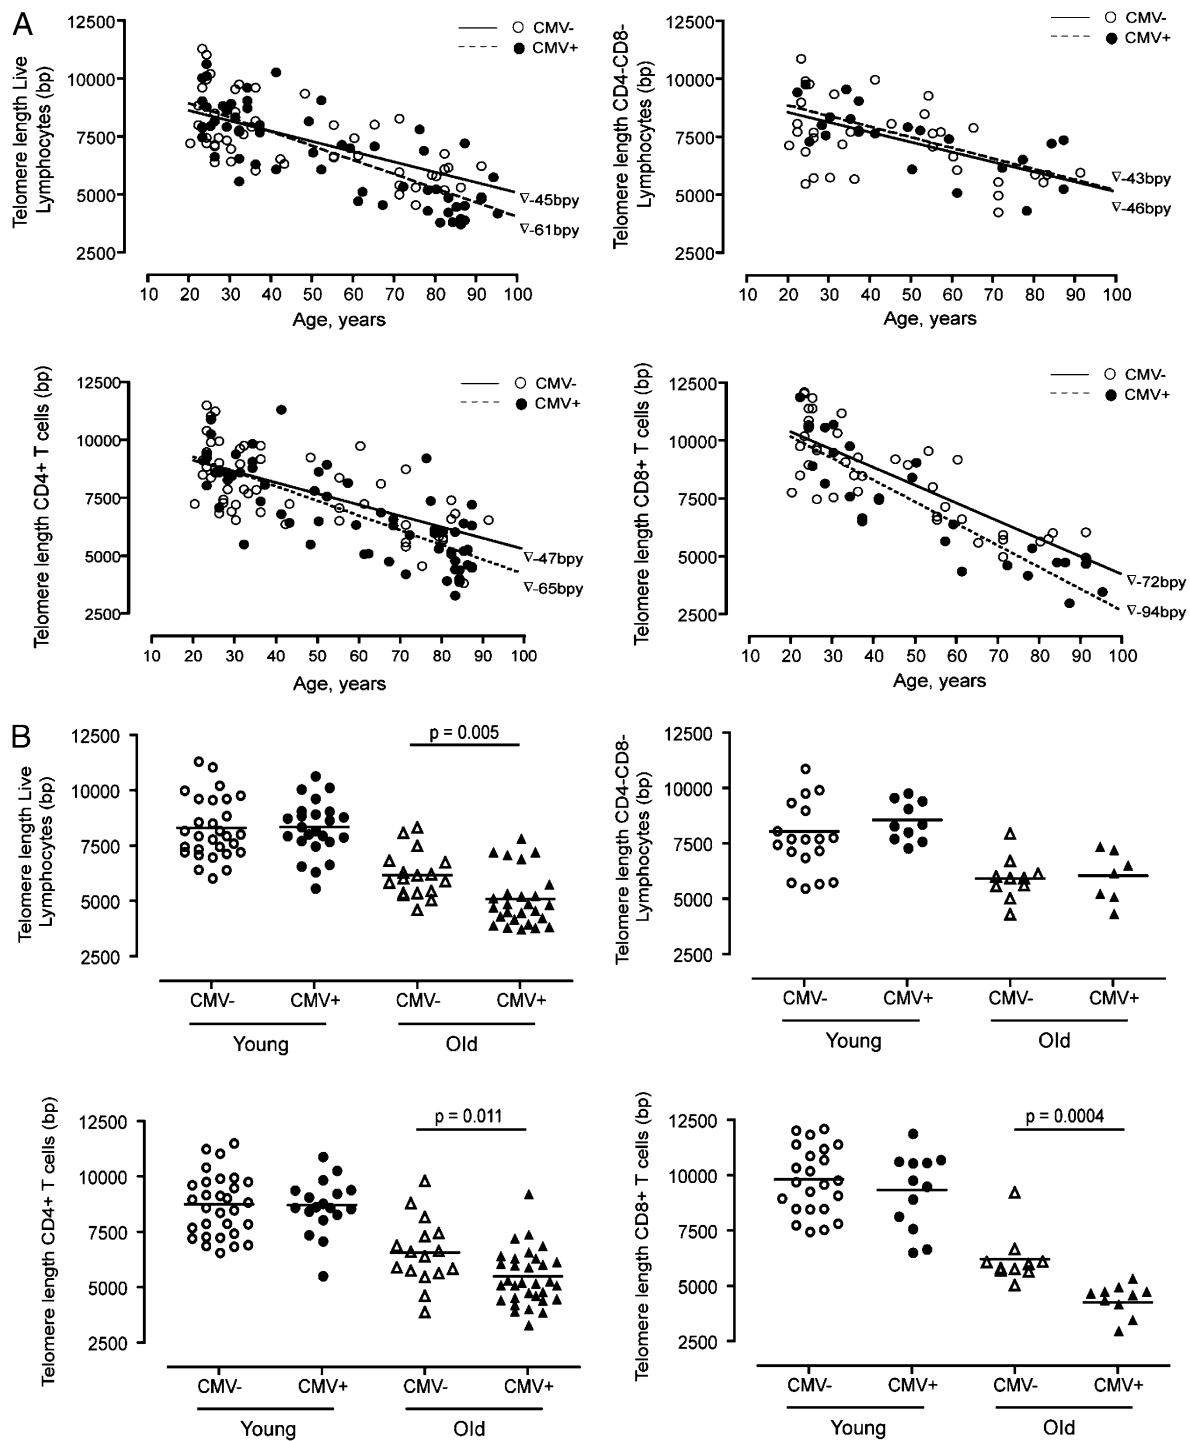 A
Telomere length Live
Lymphocytes (bp)
12500
10000
7500
5000
2500
CMV-
CMV+
∇-45bpy
∇-61bpy
10 20 30 40 50 60 70 80 90 100
Age, years
Telomere length CD4-CD8-
Lymphocytes (bp)
12500
10000
7500
5000
2500
CMV-
CMV+
∇-43bpy
∇-46bpy
10 20 30 40 50 60 70 80 90 100
Age, years
Telomere length CD4+ T cells (bp)
12500
10000
7500
5000
2500
CMV-
CMV+
∇-47bpy
∇-65bpy
10 20 30 40 50 60 70 80 90 100
Age, years
Telomere length CD8+ T cells (bp)
12500
10000
7500
5000
2500
CMV-
CMV+
∇-72bpy
∇-94bpy
10 20 30 40 50 60 70 80 90 100
Age, years
B
Telomere length Live
Lymphocytes (bp)
12500
10000
7500
5000
2500
p = 0.005
CMV- CMV+ CMV- CMV+
Young Old
Telomere length CD4-CD8-
Lymphocytes (bp)
12500
10000
7500
5000
2500
CMV- CMV+ CMV- CMV+
Young Old
Telomere length CD4+ T cells (bp)
12500
10000
7500
5000
2500
p = 0.011
CMV- CMV+ CMV- CMV+
Young Old
Telomere length CD8+ T cells (bp)
12500
10000
7500
5000
2500
p = 0.0004
CMV- CMV+ CMV- CMV+
Young Old